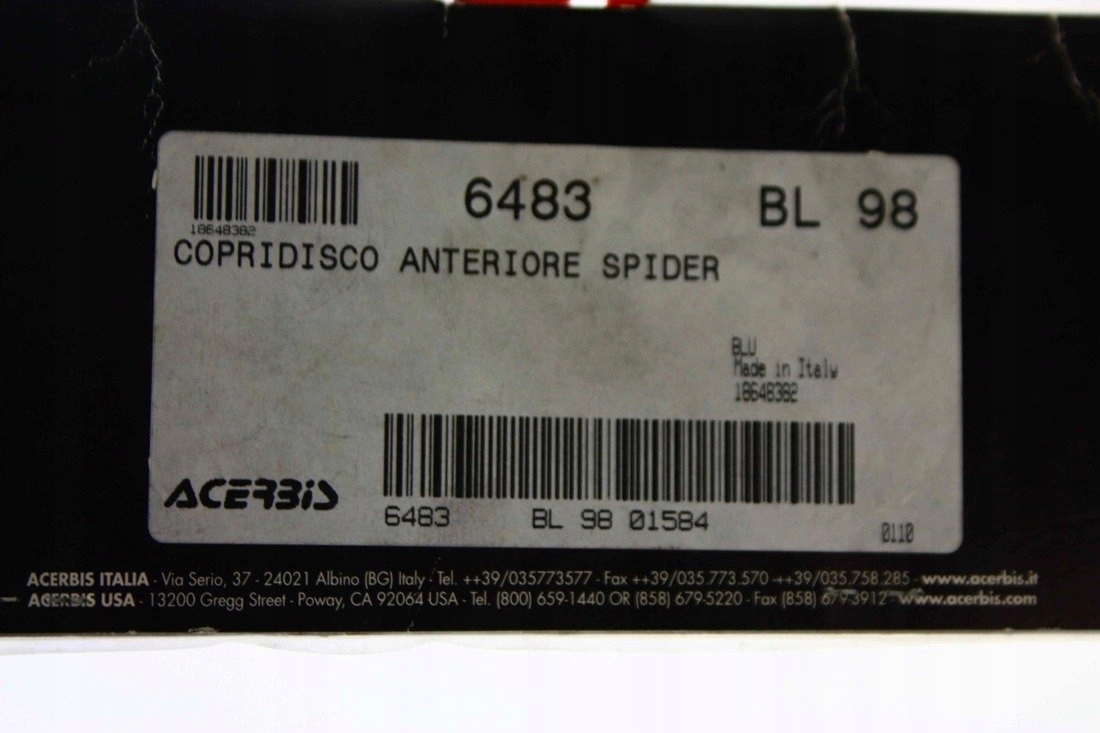 6483 BL 98
18648382
COPRIDISCO ANTERIORE SPIDER
BLU
Made in Italy
18648382
ACERBIS
6483 BL 98 01584
0110
ACERBIS ITALIA - Via Serio, 37 - 24021 Albino (BG) Italy - Tel. ++39/035773577 - Fax ++39/035.773.570 -++39/035.758.285 - www.acerbis.it
ACERBIS USA - 13200 Gregg Street - Poway, CA 92064 USA - Tel. (800) 659-1440 OR (858) 679-5220 - Fax (858) 679-3912 - www.acerbis.com